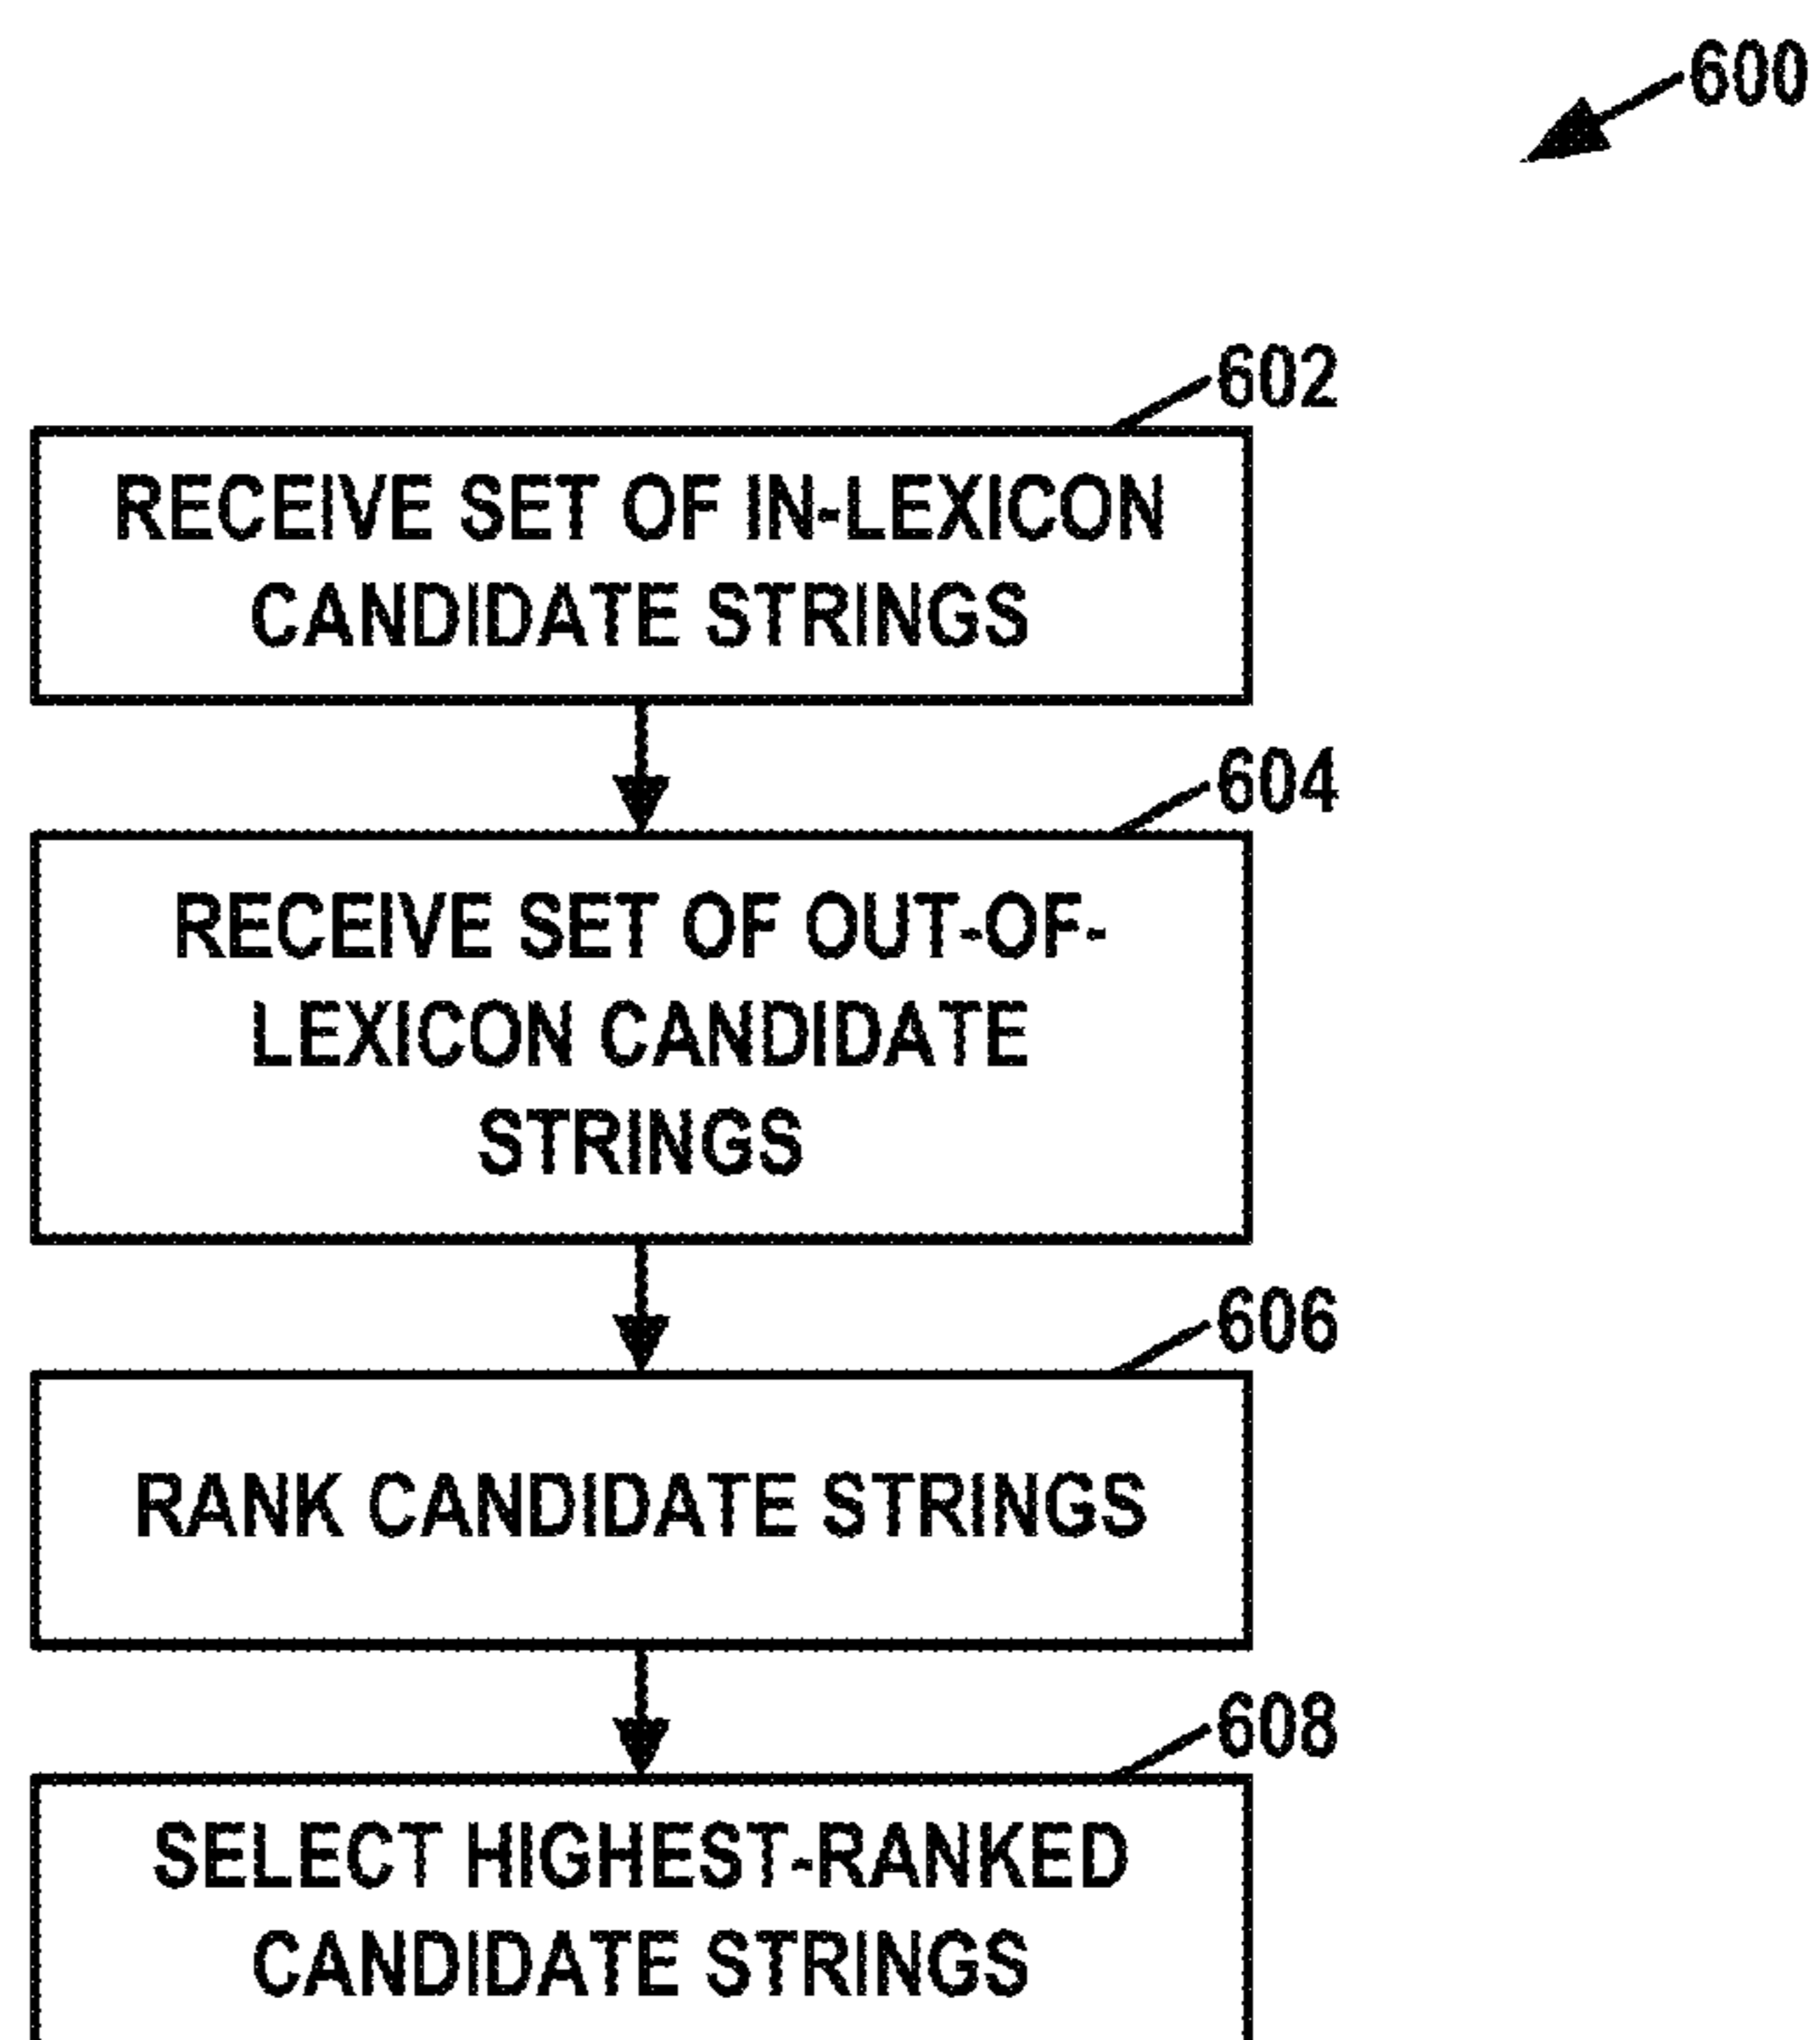 600
602
RECEIVE SET OF IN-LEXICON
CANDIDATE STRINGS
604
RECEIVE SET OF OUT-OF-
LEXICON CANDIDATE
STRINGS
606
RANK CANDIDATE STRINGS
608
SELECT HIGHEST-RANKED
CANDIDATE STRINGS